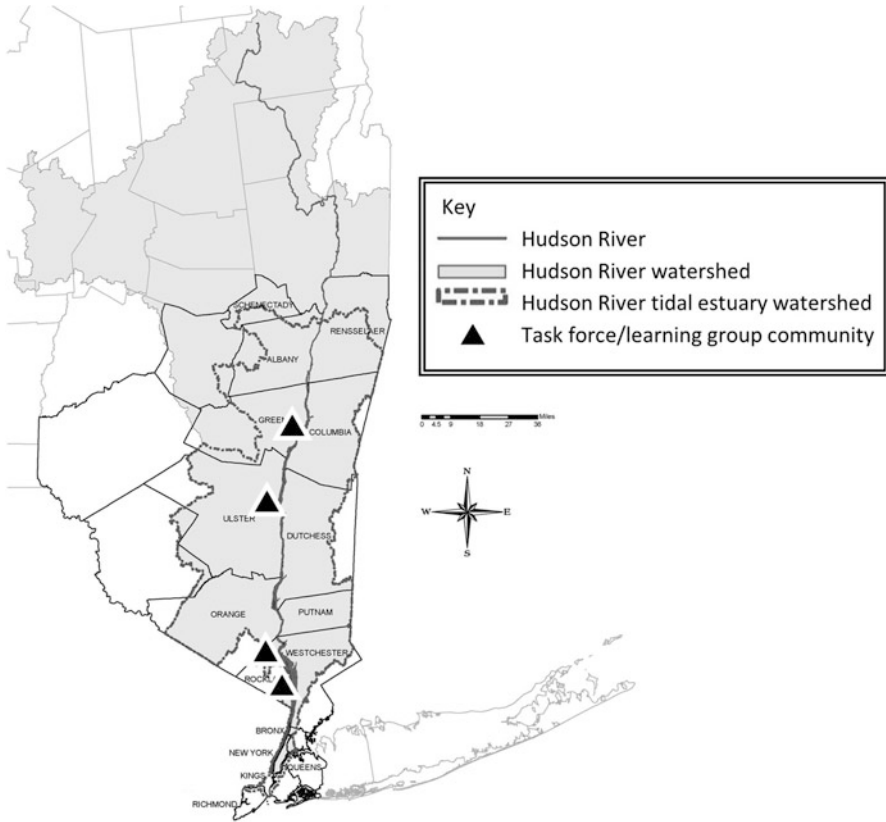 Key
Hudson River
Hudson River watershed
Hudson River tidal estuary watershed
Task force/learning group community
SCHENECTADY
RENSSELAER
ALBANY
GREEN
COLUMBIA
0 4.5 9 18 27 36 Miles
N
W E
S
ULSTER
DUTCHESS
ORANGE
PUTNAM
WESTCHESTER
ROCKL
BRONX
NEW YORK
QUEENS
KINGS
RICHMOND